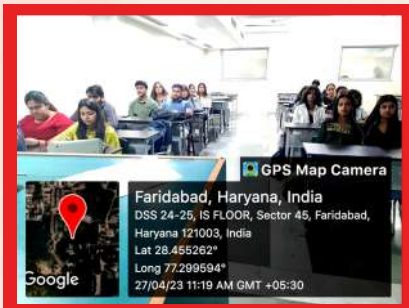 GPS Map Camera
Faridabad, Haryana, India
DSS 24-25, IS FLOOR, Sector 45, Faridabad,
Haryana 121003, India
Lat 28.455262°
Long 77.299594°
27/04/23 11:19 AM GMT +05:30
Google